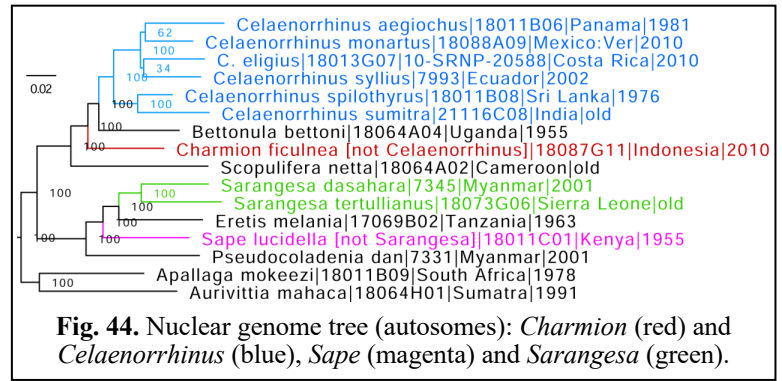 Celaenorrhinus aegiochus|18011B06|Panama|1981
62
Celaenorrhinus monartus|18088A09|Mexico:Ver|2010
100
C. eligius|18013G07|10-SRNP-20588|Costa Rica|2010
34
100
Celaenorrhinus syllius|7993|Ecuador|2002
0.02
Celaenorrhinus spilothyrus|18011B08|Sri Lanka|1976
100
100
Celaenorrhinus sumitra|21116C08|India|old
100
Bettonula bettoni|18064A04|Uganda|1955
100
Charmion ficulnea [not Celaenorrhinus]|18087G11|Indonesia|2010
Scopulifera netta|18064A02|Cameroon|old
Sarangesa dasahara|7345|Myanmar|2001
100
100
Sarangesa tertullianus|18073G06|Sierra Leone|old
100
Eretis melania|17069B02|Tanzania|1963
100
100
Sape lucidella [not Sarangesa]|18011C01|Kenya|1955
Pseudocoladenia dan|7331|Myanmar|2001
Apallaga mokeezi|18011B09|South Africa|1978
100
Aurivittia mahaca|18064H01|Sumatra|1991
Fig. 44. Nuclear genome tree (autosomes): Charmion (red) and
Celaenorrhinus (blue), Sape (magenta) and Sarangesa (green).